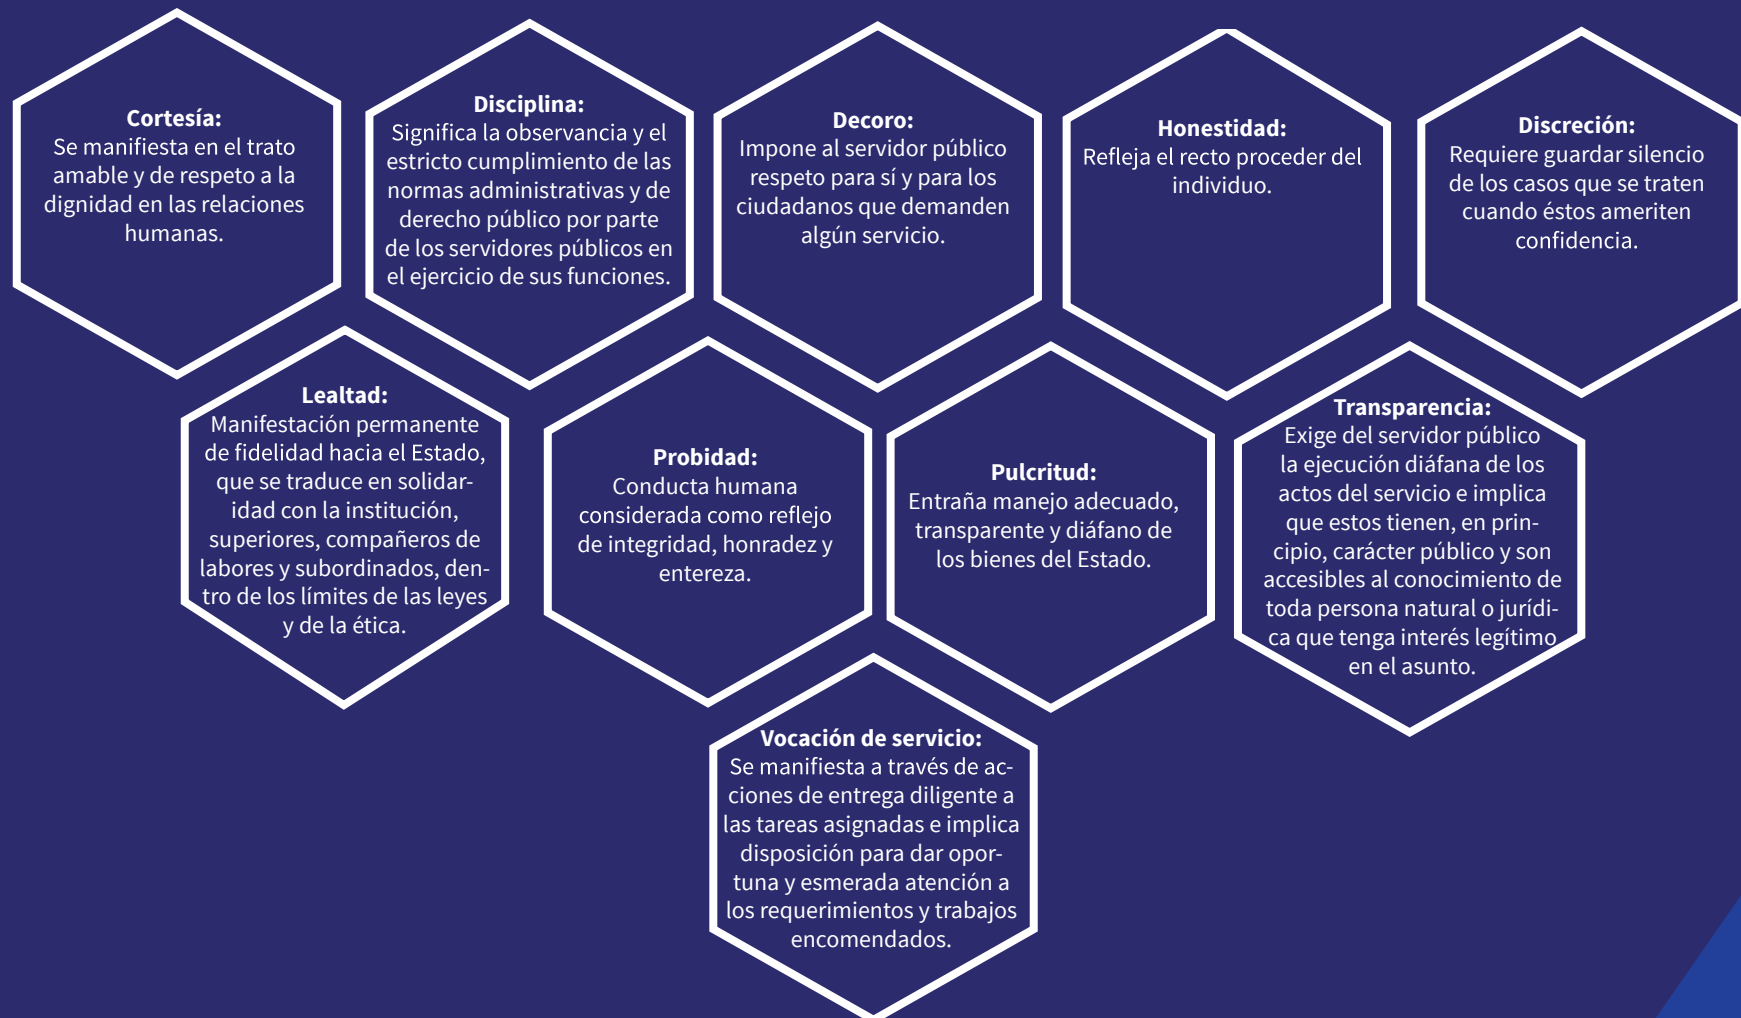 Cortesía:
Se manifiesta en el trato
amable y de respeto a la
dignidad en las relaciones
humanas.
Disciplina:
Significa la observancia y el
estricto cumplimiento de las
normas administrativas y de
derecho público por parte
de los servidores públicos en
el ejercicio de sus funciones.
Decoro:
Impone al servidor público
respeto para sí y para los
ciudadanos que demanden
algún servicio.
Honestidad:
Refleja el recto proceder del
individuo.
Discreción:
Requiere guardar silencio
de los casos que se traten
cuando éstos ameriten
confidencia.
Lealtad:
Manifestación permanente
de fidelidad hacia el Estado,
que se traduce en solidar-
idad con la institución,
superiores, compañeros de
labores y subordinados, den-
tro de los límites de las leyes
y de la ética.
Probidad:
Conducta humana
considerada como reflejo
de integridad, honradez y
entereza.
Pulcritud:
Entraña manejo adecuado,
transparente y diáfano de
los bienes del Estado.
Transparencia:
Exige del servidor público
la ejecución diáfana de los
actos del servicio e implica
que estos tienen, en prin-
cipio, carácter público y son
accesibles al conocimiento de
toda persona natural o jurídi-
ca que tenga interés legítimo
en el asunto.
Vocación de servicio:
Se manifiesta a través de ac-
ciones de entrega diligente a
las tareas asignadas e implica
disposición para dar opor-
tuna y esmerada atención a
los requerimientos y trabajos
encomendados.